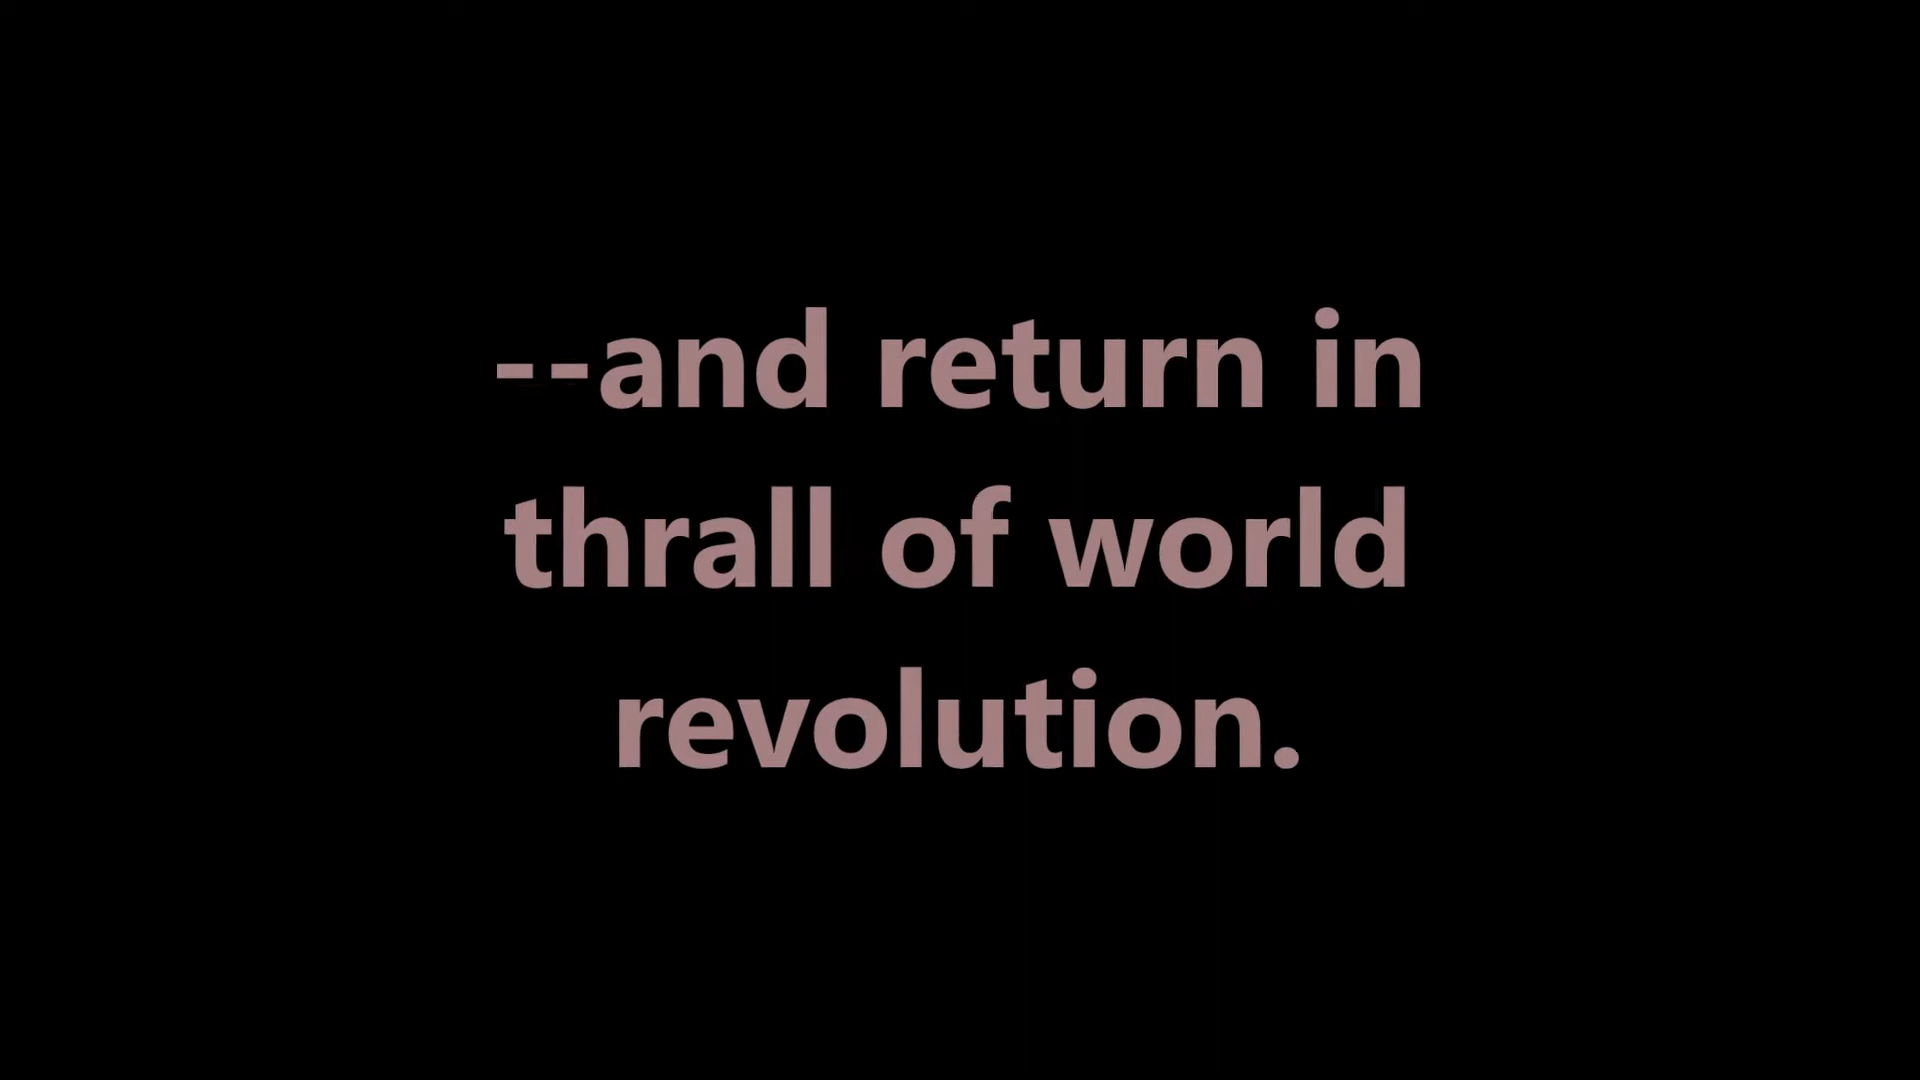 --and return in
thrall of world
revolution.